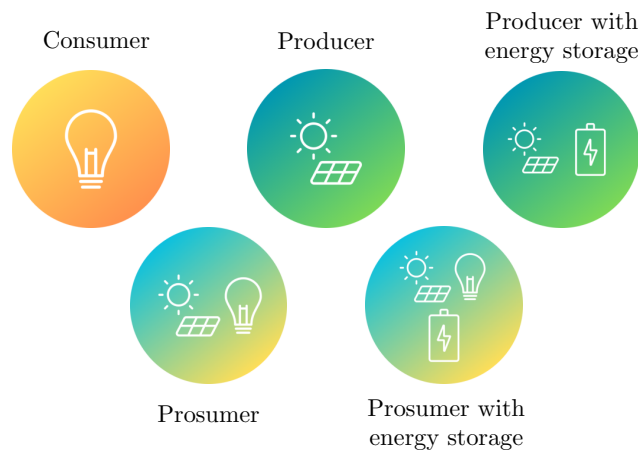 Consumer
Producer
Producer with
energy storage
Prosumer
Prosumer with
energy storage